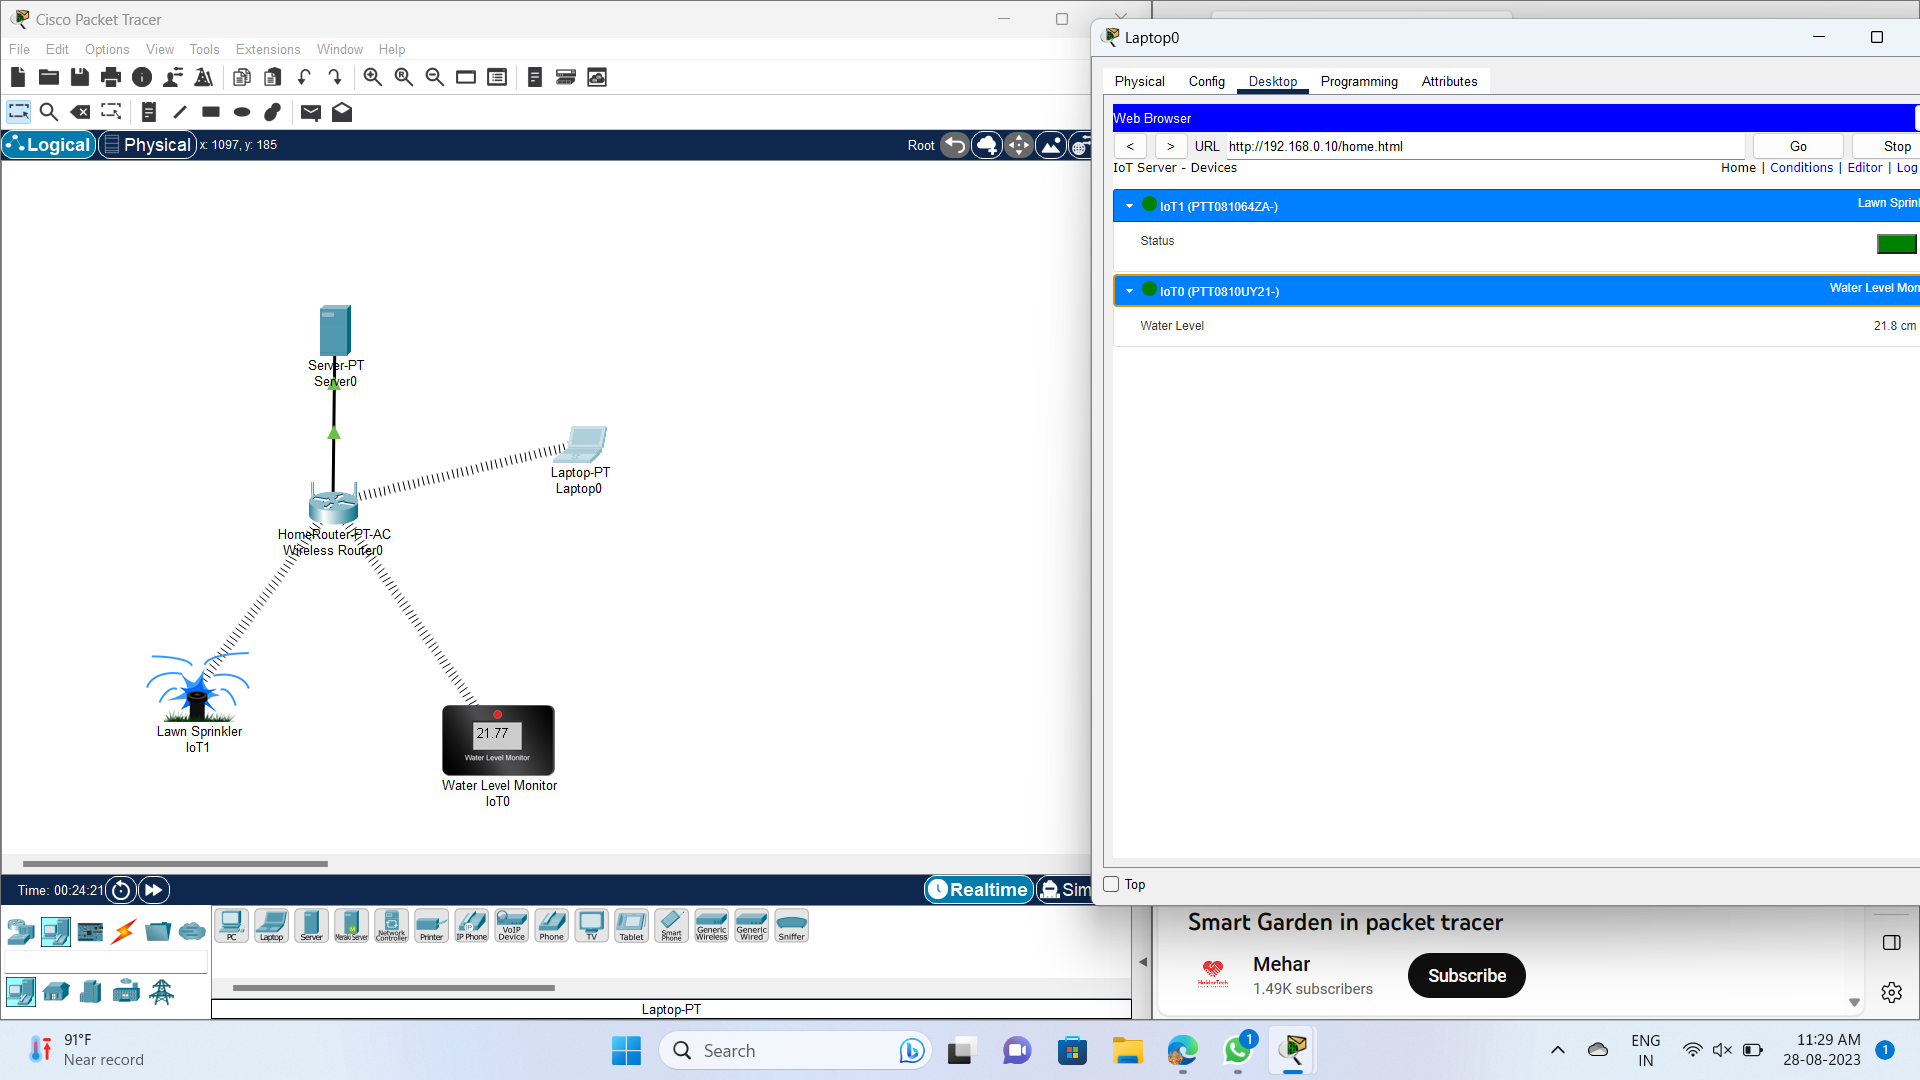 Cisco Packet Tracer
File Edit Options View Tools Extensions Window Help
Logical Physical x: 1097, y: 185 Root
Server-PT
Server0
Laptop-PT
Laptop0
HomeRouter-PT-AC
Wireless Router0
Lawn Sprinkler
IoT1
21.77
Water Level Monitor
Water Level Monitor
IoT0
Time: 00:24:21 Realtime Sim
PC Laptop Server Meraki Server Network Controller Printer IP Phone VoIP Device Phone TV Tablet Smart Phone Generic Wireless Generic Wired Sniffer
Laptop-PT
Laptop0
Physical Config Desktop Programming Attributes
Web Browser
< > URL http://192.168.0.10/home.html Go Stop
IoT Server - Devices Home | Conditions | Editor | Log
IoT1 (PTT081064ZA-) Lawn Sprinkl
Status
IoT0 (PTT0810UY21-) Water Level Mon
Water Level 21.8 cm
Top
Smart Garden in packet tracer
HaiderTech
Mehar
1.49K subscribers
Subscribe
91°F
Near record
Search
1
ENG
IN
11:29 AM
28-08-2023
1